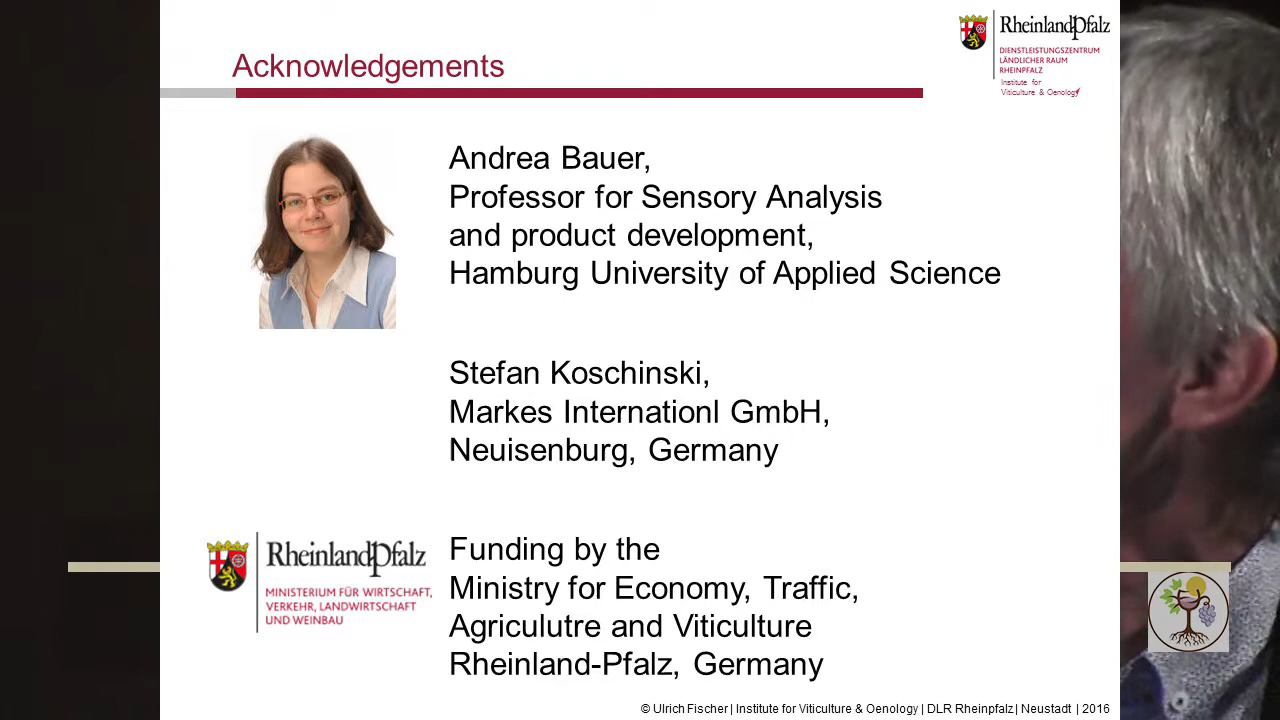 Acknowledgements
RheinlandPfalz
DIENSTLEISTUNGSZENTRUM
LÄNDLICHER RAUM
RHEINPFALZ
Institute for
Viticulture & Oenology
Andrea Bauer,
Professor for Sensory Analysis
and product development,
Hamburg University of Applied Science
Stefan Koschinski,
Markes Internationl GmbH,
Neuisenburg, Germany
RheinlandPfalz
MINISTERIUM FÜR WIRTSCHAFT,
VERKEHR, LANDWIRTSCHAFT
UND WEINBAU
Funding by the
Ministry for Economy, Traffic,
Agriculutre and Viticulture
Rheinland-Pfalz, Germany
© Ulrich Fischer | Institute for Viticulture & Oenology | DLR Rheinpfalz | Neustadt | 2016